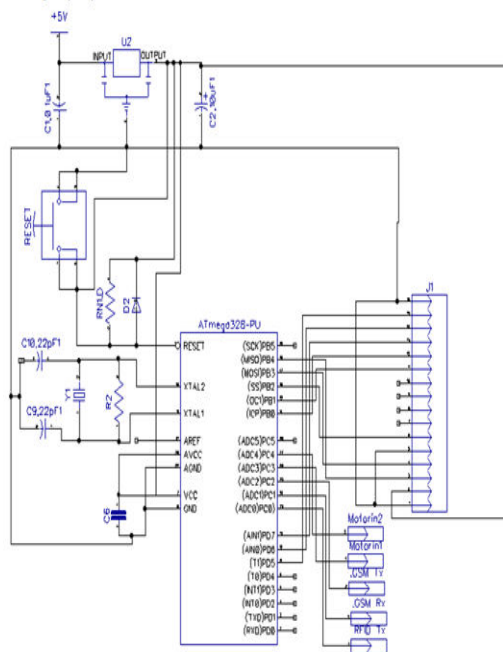 +5V
U2
INPUT
OUTPUT
C1,0.1uF1
C2,10uF1
RESET
J1
RN1,D
D2
ATmega328-PU
C10,22pF1
C9,22pF1
Y1
R2
C6
RESET
XTAL2
XTAL1
AREF
AVCC
AGND
VCC
GND
(SCK)PB5
(MISO)PB4
(MOSI)PB3
(SS)PB2
(OC1)PB1
(ICP)PB0
(ADC5)PC5
(ADC4)PC4
(ADC3)PC3
(ADC2)PC2
(ADC1)PC1
(ADC0)PC0
(AIN1)PD7
(AIN0)PD6
(T1)PD5
(T0)PD4
(INT1)PD3
(INT0)PD2
(TXD)PD1
(RXD)PD0
Motorin2
Motorin1
.GSM Tx
.GSM Rx
RFID Tx